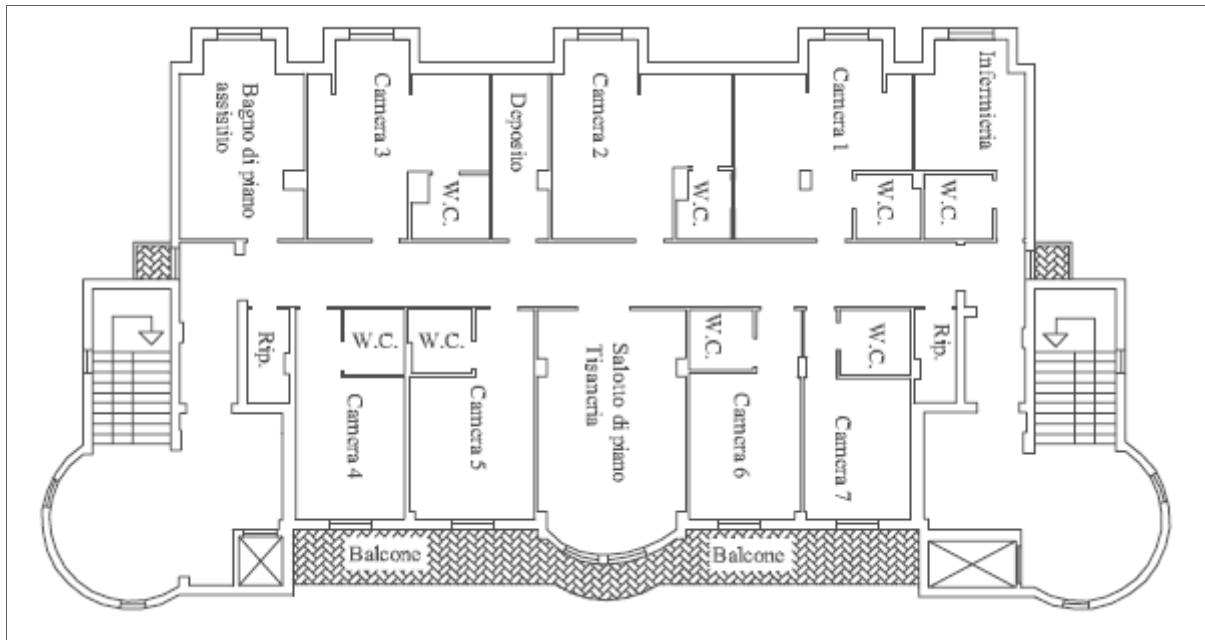 Bagno di piano
assistito
Camera 3
W.C.
Deposito
Camera 2
W.C.
Camera 1
W.C.
W.C.
Infermieria
Rip.
W.C.
W.C.
Camera 4
Camera 5
Salotto di piano
Tisaneria
W.C.
Camera 6
W.C.
Camera 7
Rip.
Balcone
Balcone